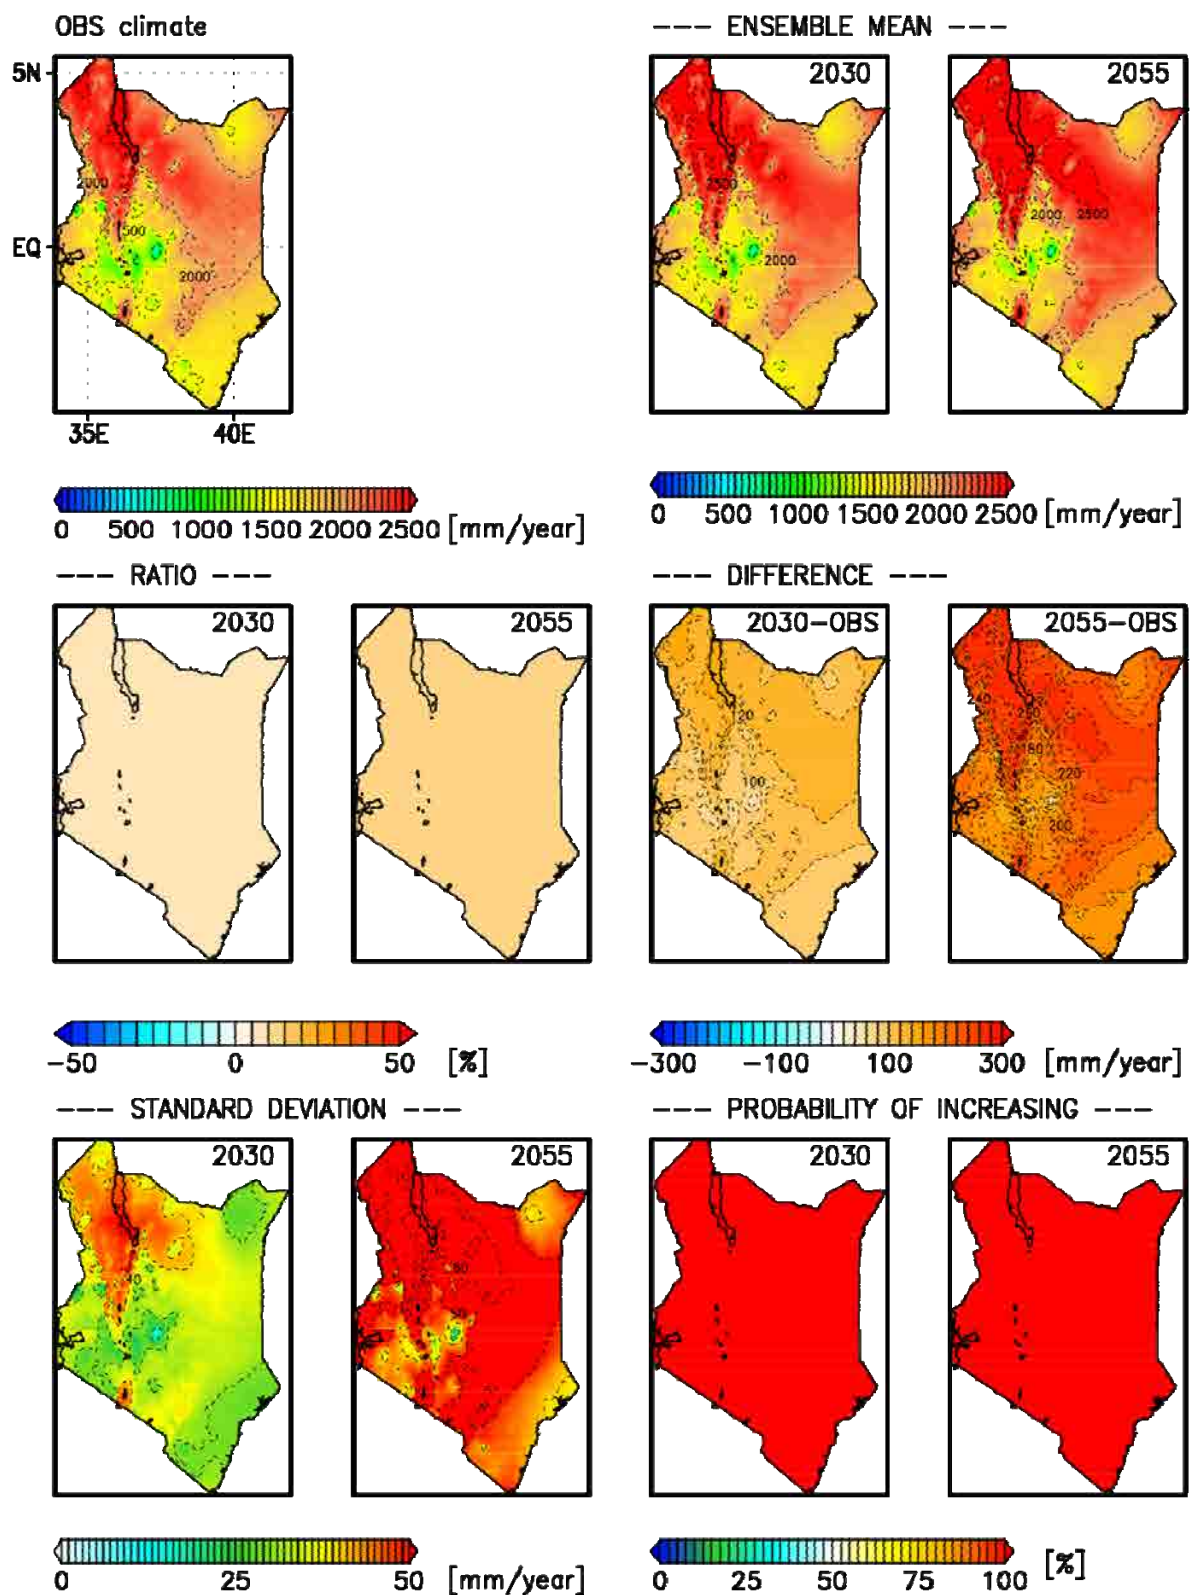 OBS climate
--- ENSEMBLE MEAN ---
5N
EQ
35E 40E
2000
500
2000
2030
2500
2000
2055
2000 2500
0 500 1000 1500 2000 2500 [mm/year]
0 500 1000 1500 2000 2500 [mm/year]
--- RATIO ---
--- DIFFERENCE ---
2030
2055
2030-OBS
120
100
2055-OBS
240
180
220
200
-50 0 50 [%]
-300 -100 100 300 [mm/year]
--- STANDARD DEVIATION ---
--- PROBABILITY OF INCREASING ---
2030
40
2055
2030
2055
0 25 50 [mm/year]
0 25 50 75 100 [%]